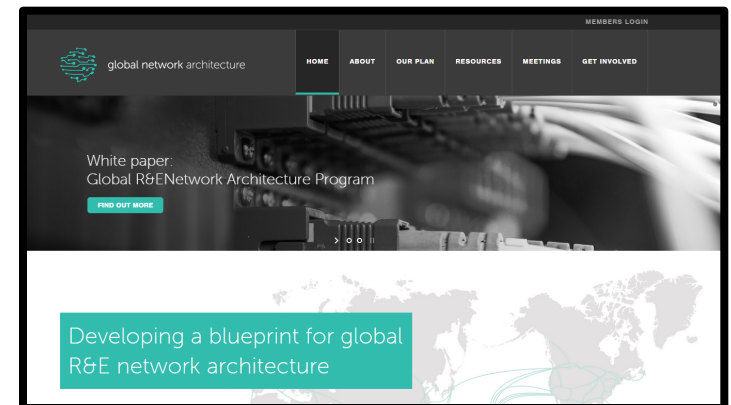 MEMBERS LOGIN
global network architecture
HOME ABOUT OUR PLAN RESOURCES MEETINGS GET INVOLVED
White paper:
Global R&ENetwork Architecture Program
FIND OUT MORE
Developing a blueprint for global
R&E network architecture